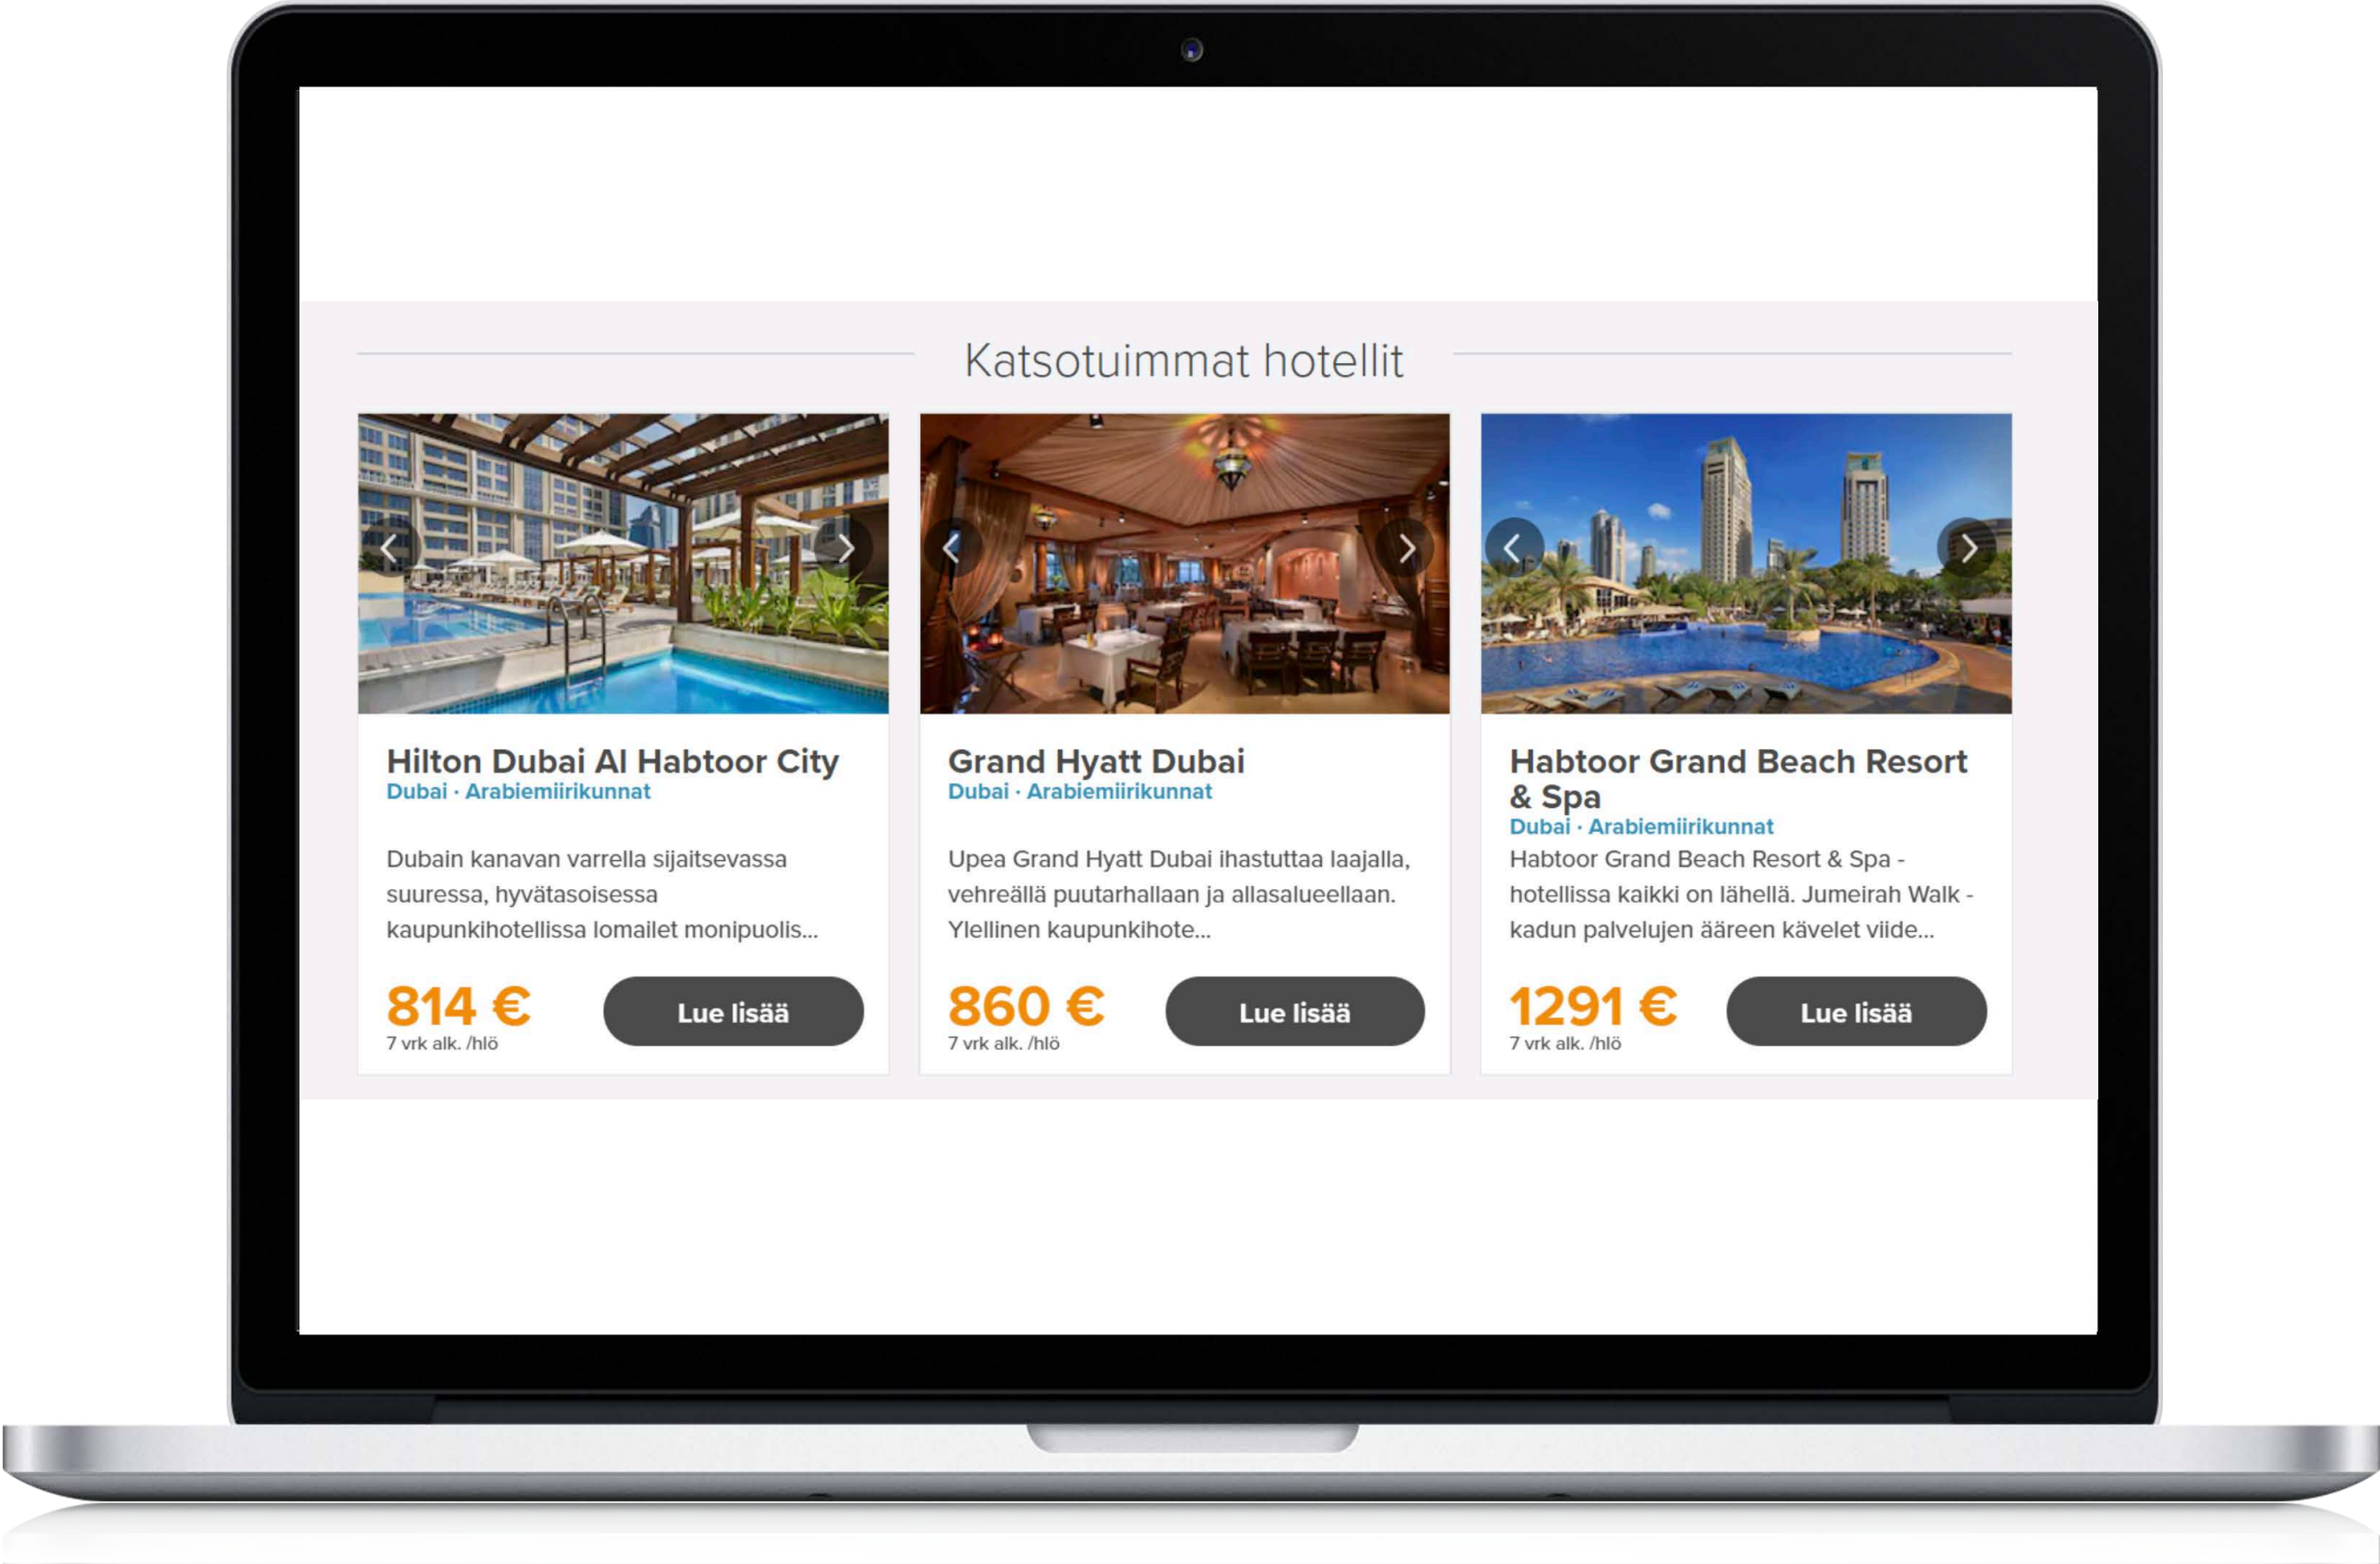 Katsotuimmat hotellit
Hilton Dubai Al Habtoor City
Dubai · Arabiemiirikunnat
Dubain kanavan varrella sijaitsevassa
suuressa, hyvätasoisessa
kaupunkihotellissa lomailet monipuolis...
814 €
7 vrk alk. /hlö
Lue lisää
Grand Hyatt Dubai
Dubai · Arabiemiirikunnat
Upea Grand Hyatt Dubai ihastuttaa laajalla,
vehreällä puutarhallaan ja allasalueellaan.
Ylellinen kaupunkihote...
860 €
7 vrk alk. /hlö
Lue lisää
Habtoor Grand Beach Resort
& Spa
Dubai · Arabiemiirikunnat
Habtoor Grand Beach Resort & Spa -
hotellissa kaikki on lähellä. Jumeirah Walk -
kadun palvelujen ääreen kävelet viide...
1291 €
7 vrk alk. /hlö
Lue lisää